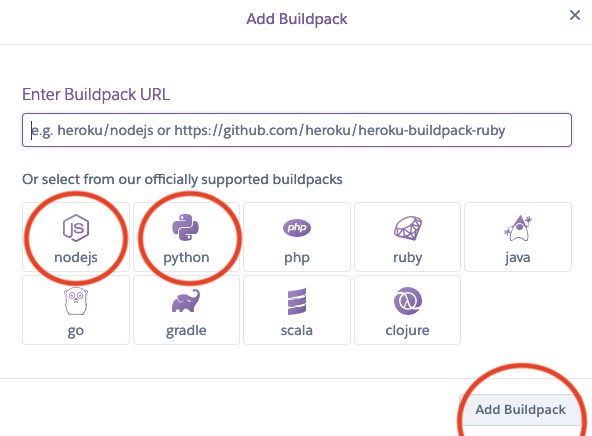 Add Buildpack
×
Enter Buildpack URL
e.g. heroku/nodejs or https://github.com/heroku/heroku-buildpack-ruby
Or select from our officially supported buildpacks
JS php
nodejs python php ruby java
go gradle scala clojure
Add Buildpack